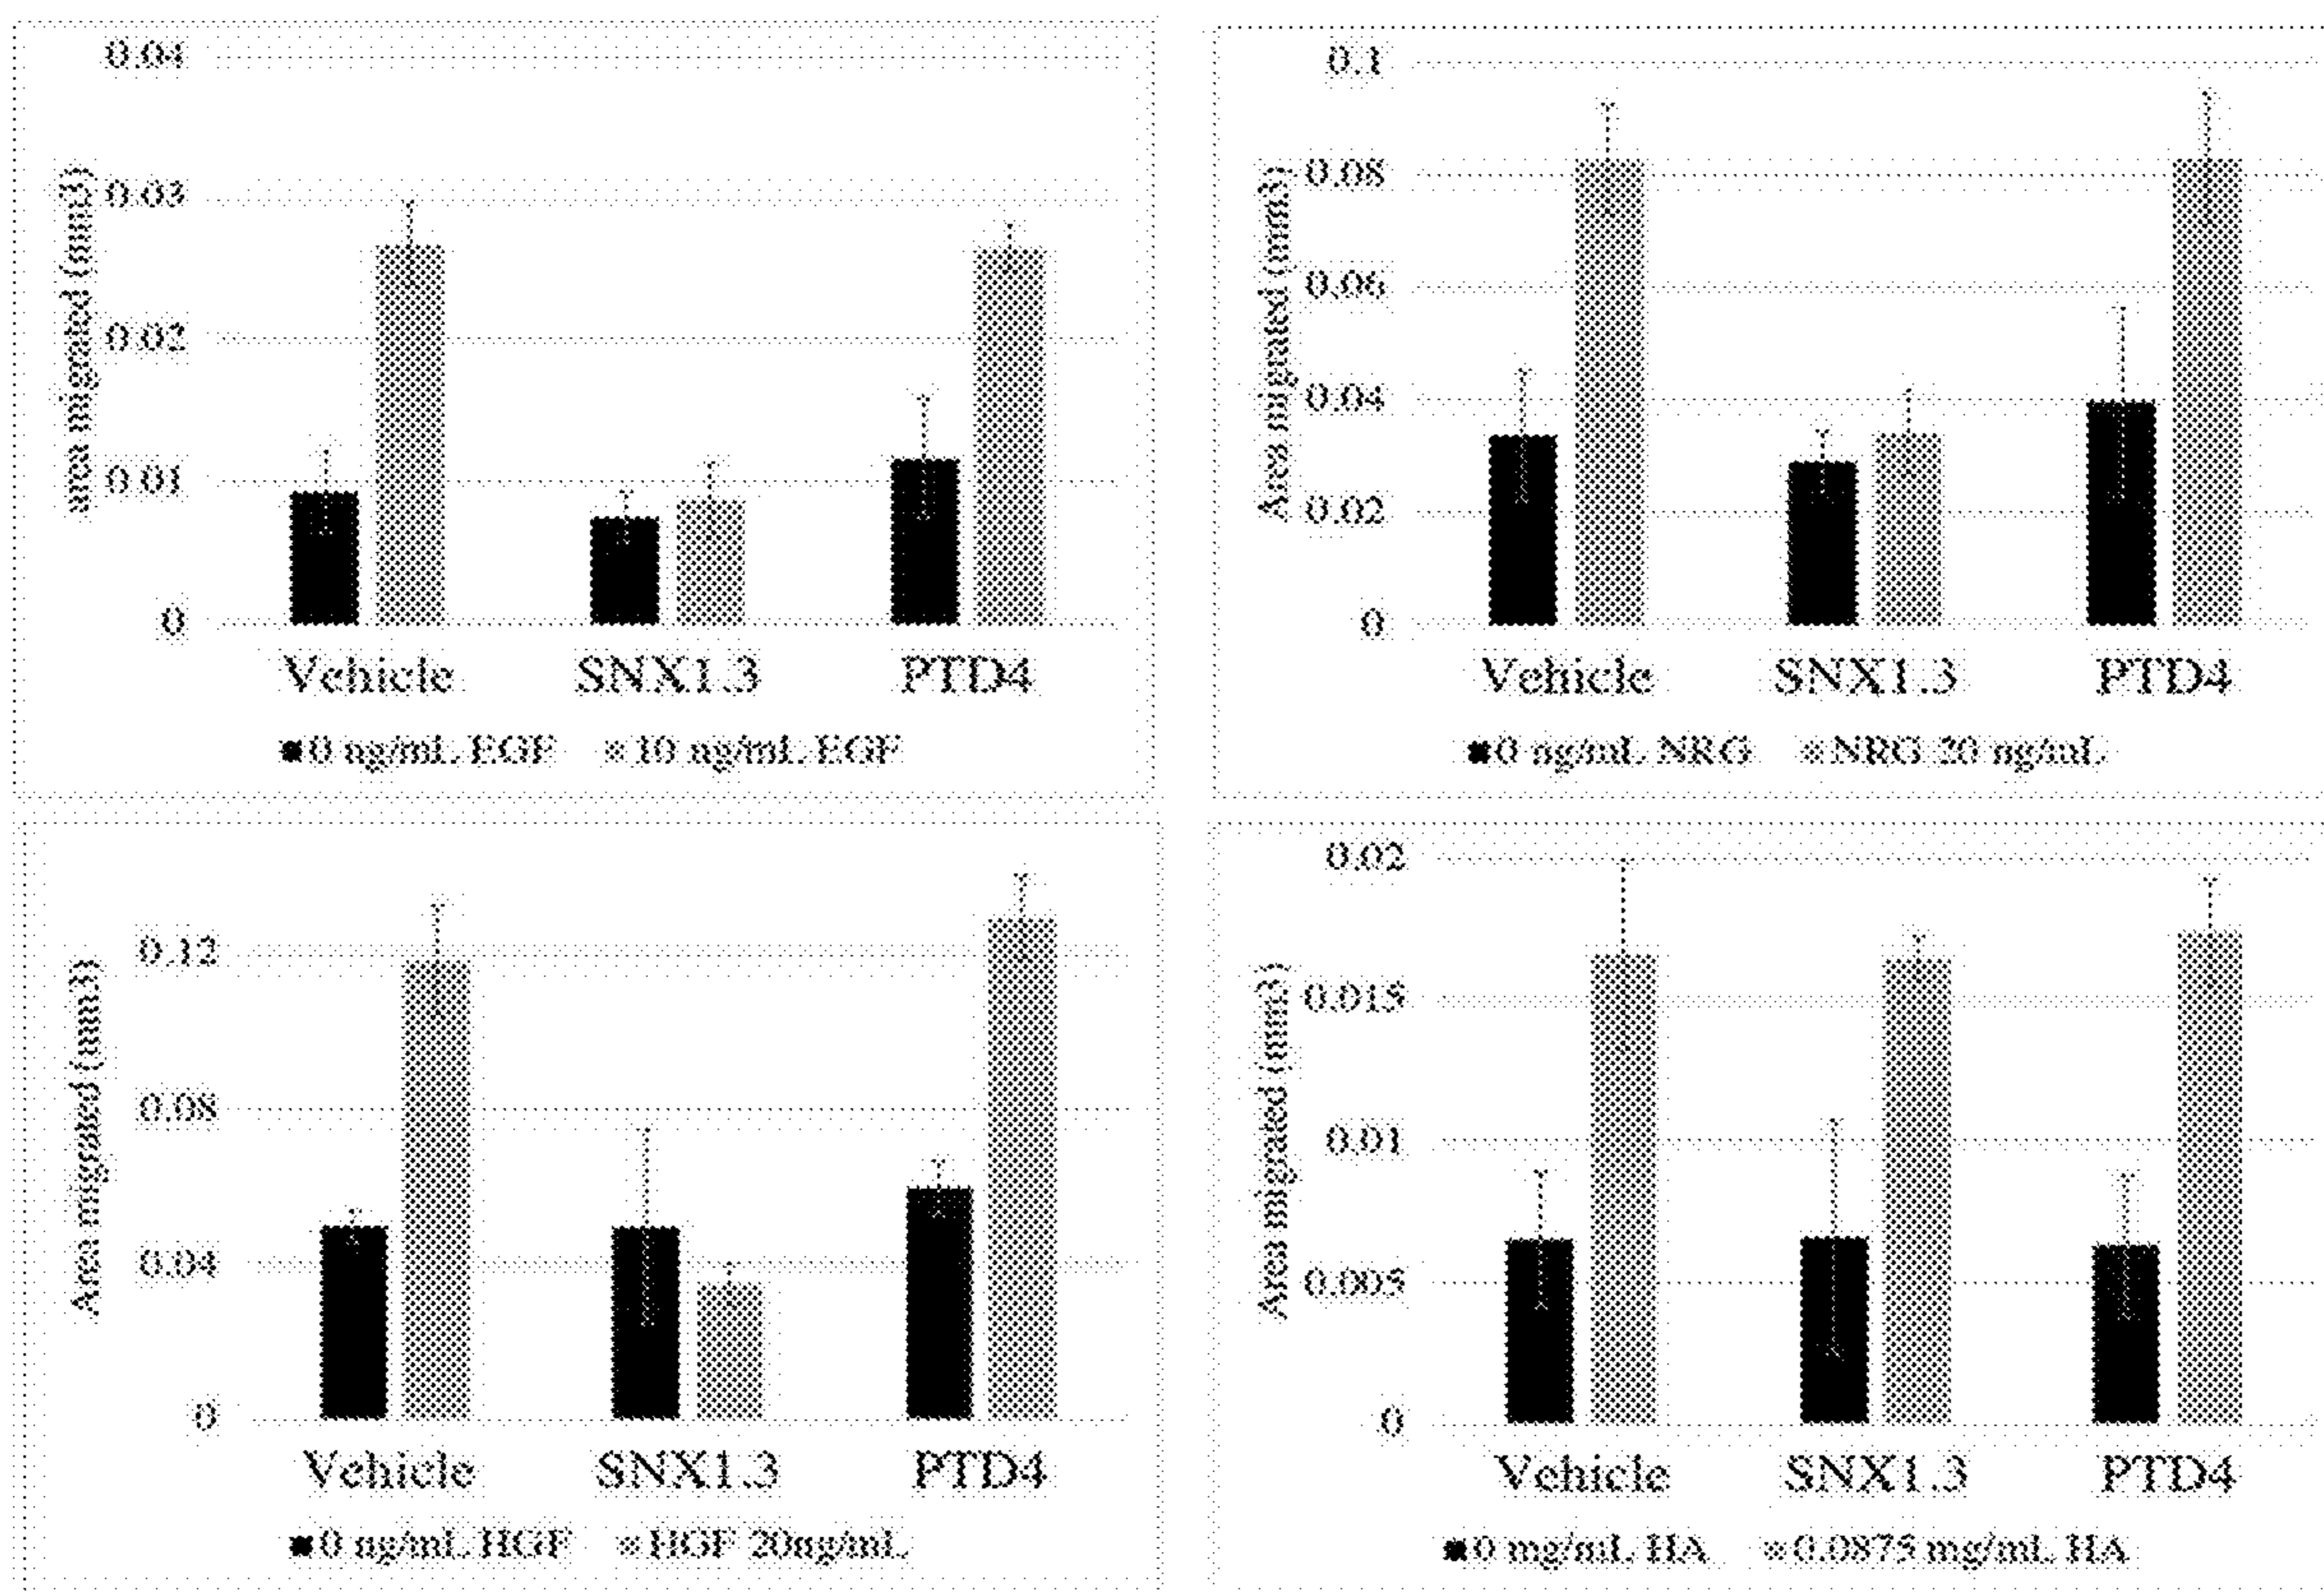 0.04
0.03
0.02
0.01
0
area migrated (mm3)
Vehicle SNX1.3 PTD4
0 ng/mL EGF 10 ng/mL EGF
0.1
0.08
0.06
0.04
0.02
0
Area migrated (mm3)
Vehicle SNX1.3 PTD4
0 ng/mL NRG NRG 20 ng/mL
0.12
0.08
0.04
0
Area migrated (mm3)
Vehicle SNX1.3 PTD4
0 ng/mL HGF HGF 20ng/mL
0.02
0.015
0.01
0.005
0
Area migrated (mm3)
Vehicle SNX1.3 PTD4
0 mg/mL HA 0.0875 mg/mL HA